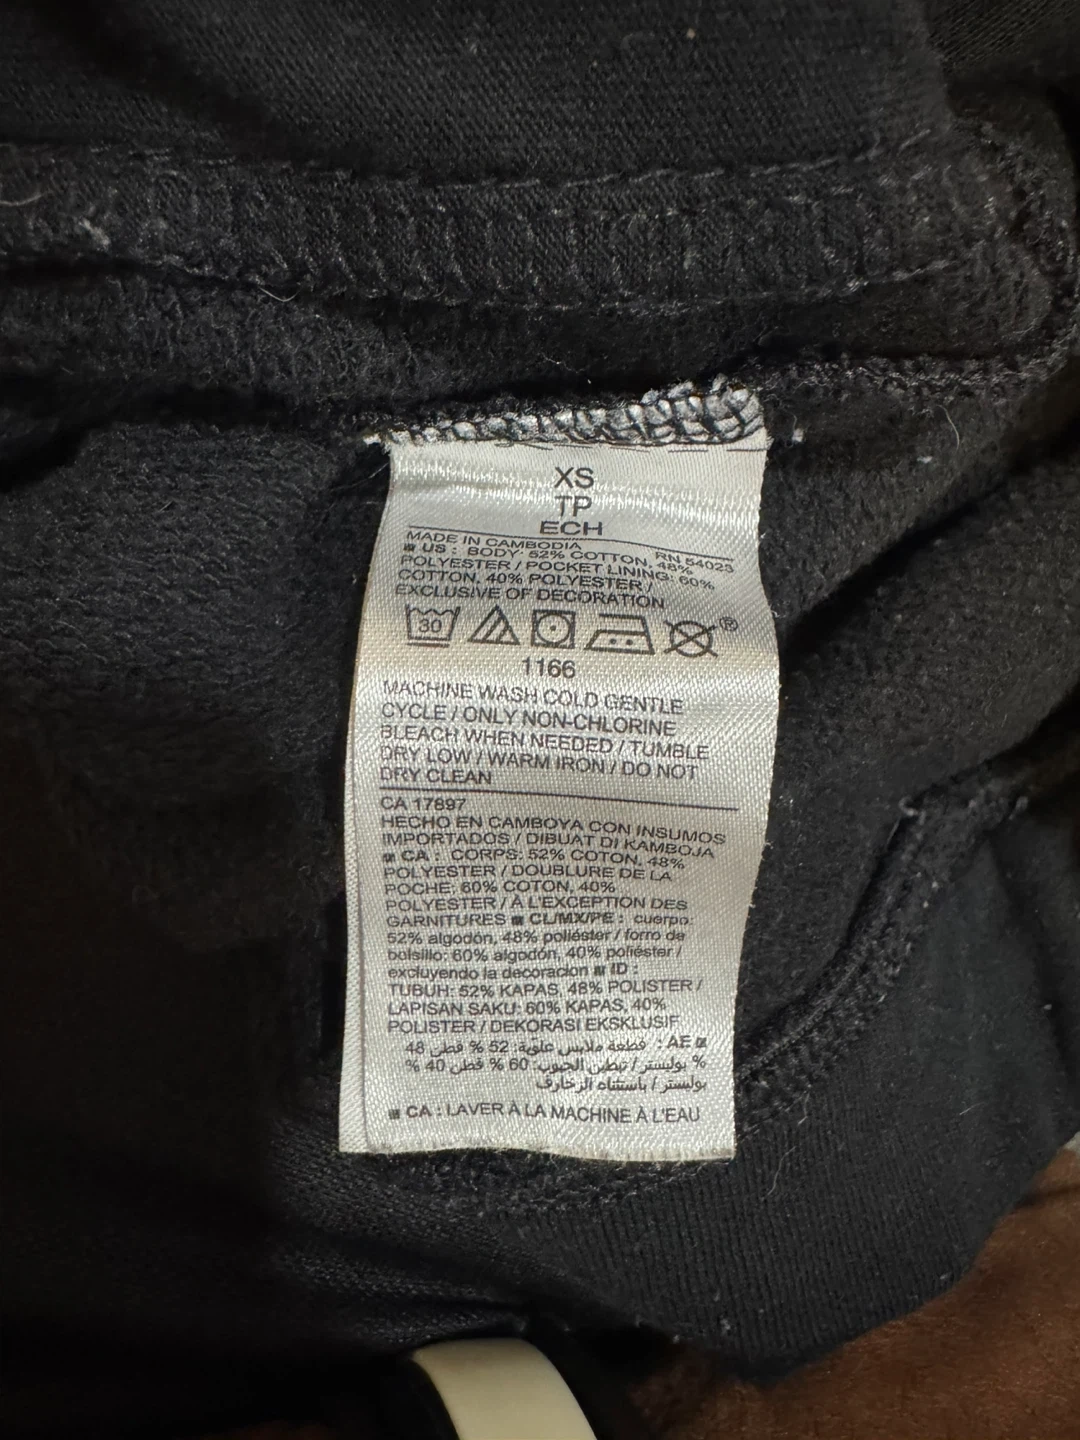 XS
TP
ECH
MADE IN CAMBODIA RN 54023
■ US : BODY: 52% COTTON, 48%
POLYESTER / POCKET LINING: 60%
COTTON, 40% POLYESTER /
EXCLUSIVE OF DECORATION
30 ®
1166
MACHINE WASH COLD GENTLE
CYCLE / ONLY NON-CHLORINE
BLEACH WHEN NEEDED / TUMBLE
DRY LOW / WARM IRON / DO NOT
DRY CLEAN
CA 17897
HECHO EN CAMBOYA CON INSUMOS
IMPORTADOS / DIBUAT DI KAMBOJA
■ CA : CORPS: 52% COTON, 48%
POLYESTER / DOUBLURE DE LA
POCHE: 60% COTON, 40%
POLYESTER / À L'EXCEPTION DES
GARNITURES ■ CL/MX/PE : cuerpo:
52% algodón, 48% poliéster / forro de
bolsillo: 60% algodón, 40% poliéster /
excluyendo la decoracion ■ ID :
TUBUH: 52% KAPAS, 48% POLISTER /
LAPISAN SAKU: 60% KAPAS, 40%
POLISTER / DEKORASI EKSKLUSIF
■ AE : قطعة ملابس علوية: 52 % قطن 48
% بوليستر / تبطين الجيوب: 60 % قطن 40 %
بوليستر / باستثناء الزخارف
■ CA : LAVER À LA MACHINE À L'EAU